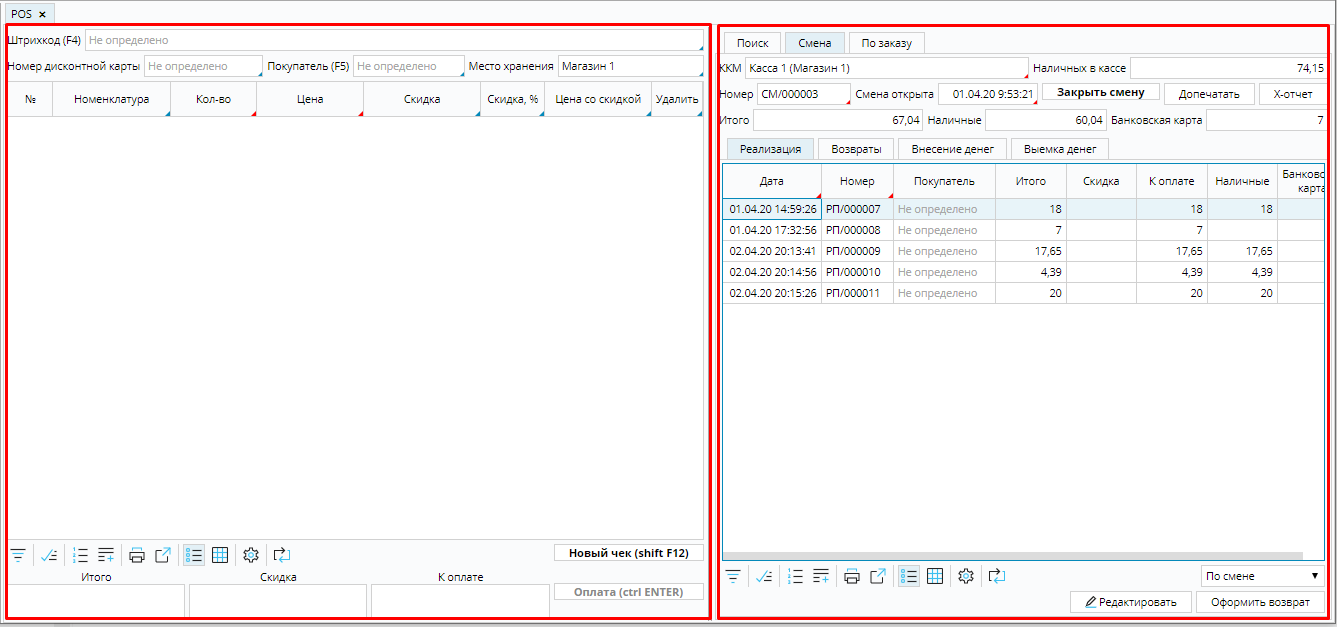 POS ×
Штрихкод (F4) Не определено
Номер дисконтной карты Не определено Покупатель (F5) Не определено Место хранения Магазин 1
№ Номенклатура Кол-во Цена Скидка Скидка, % Цена со скидкой Удалить
Новый чек (shift F12)
Итого Скидка К оплате
Оплата (ctrl ENTER)
Поиск Смена По заказу
ККМ Касса 1 (Магазин 1) Наличных в кассе 74,15
Номер СМ/000003 Смена открыта 01.04.20 9:53:21 Закрыть смену Допечатать X-отчет
Итого 67,04 Наличные 60,04 Банковская карта 7
Реализация Возвраты Внесение денег Выемка денег
Дата Номер Покупатель Итого Скидка К оплате Наличные Банковс
карта
01.04.20 14:59:26 РП/000007 Не определено 18 18 18
01.04.20 17:32:56 РП/000008 Не определено 7 7
02.04.20 20:13:41 РП/000009 Не определено 17,65 17,65 17,65
02.04.20 20:14:56 РП/000010 Не определено 4,39 4,39 4,39
02.04.20 20:15:26 РП/000011 Не определено 20 20 20
По смене
Редактировать Оформить возврат